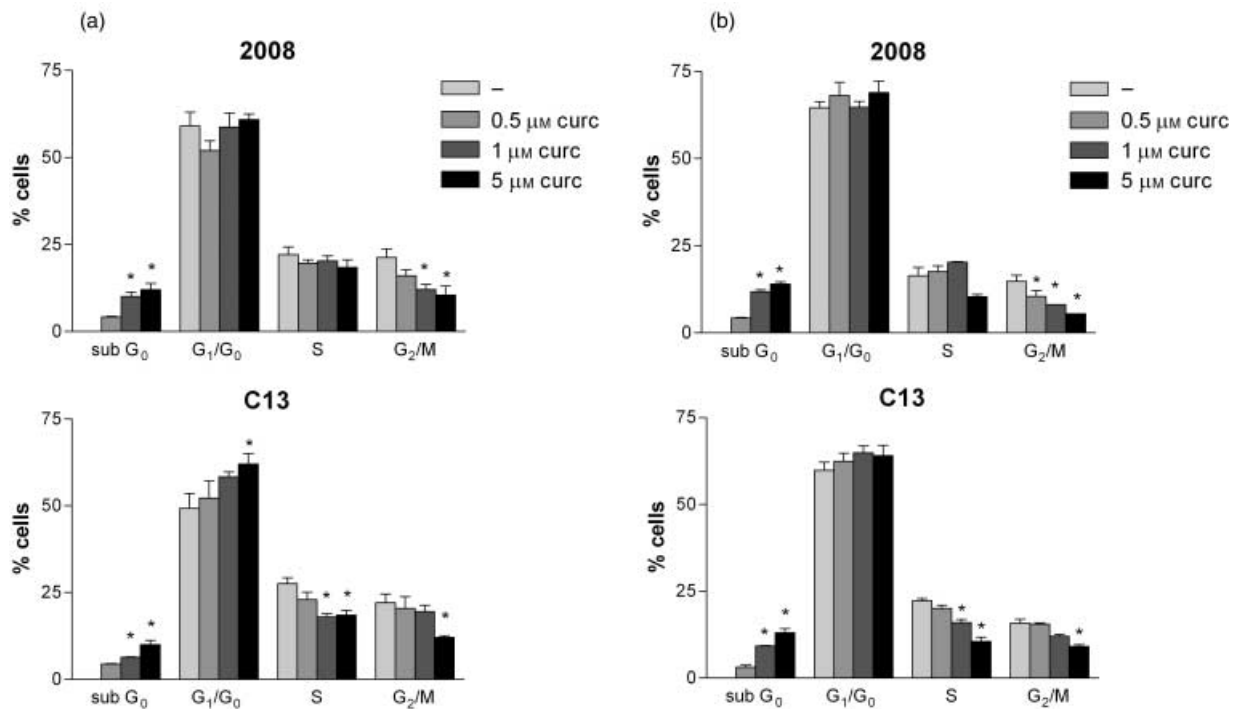 (a)
2008
75
50
25
0
% cells
–
0.5 μM curc
1 μM curc
5 μM curc
* * * *
sub G₀ G₁/G₀ S G₂/M
C13
75
50
25
0
% cells
* * * * * *
sub G₀ G₁/G₀ S G₂/M
(b)
2008
75
50
25
0
% cells
–
0.5 μM curc
1 μM curc
5 μM curc
* * * * *
sub G₀ G₁/G₀ S G₂/M
C13
75
50
25
0
% cells
* * * * *
sub G₀ G₁/G₀ S G₂/M